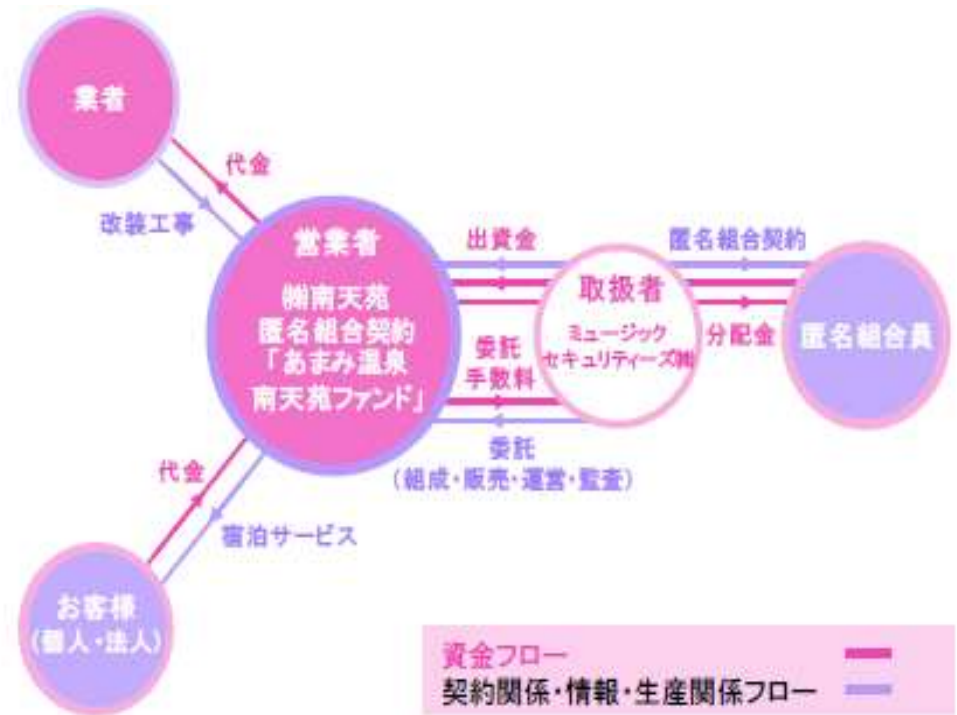 業者
代金
改装工事
営業者
㈱南天苑
匿名組合契約
「あまみ温泉
南天苑ファンド」
出資金
匿名組合契約
取扱者
ミュージック
セキュリティーズ㈱
分配金
匿名組合員
委託
手数料
委託
(組成・販売・運営・監査)
代金
宿泊サービス
お客様
(個人・法人)
資金フロー
契約関係・情報・生産関係フロー